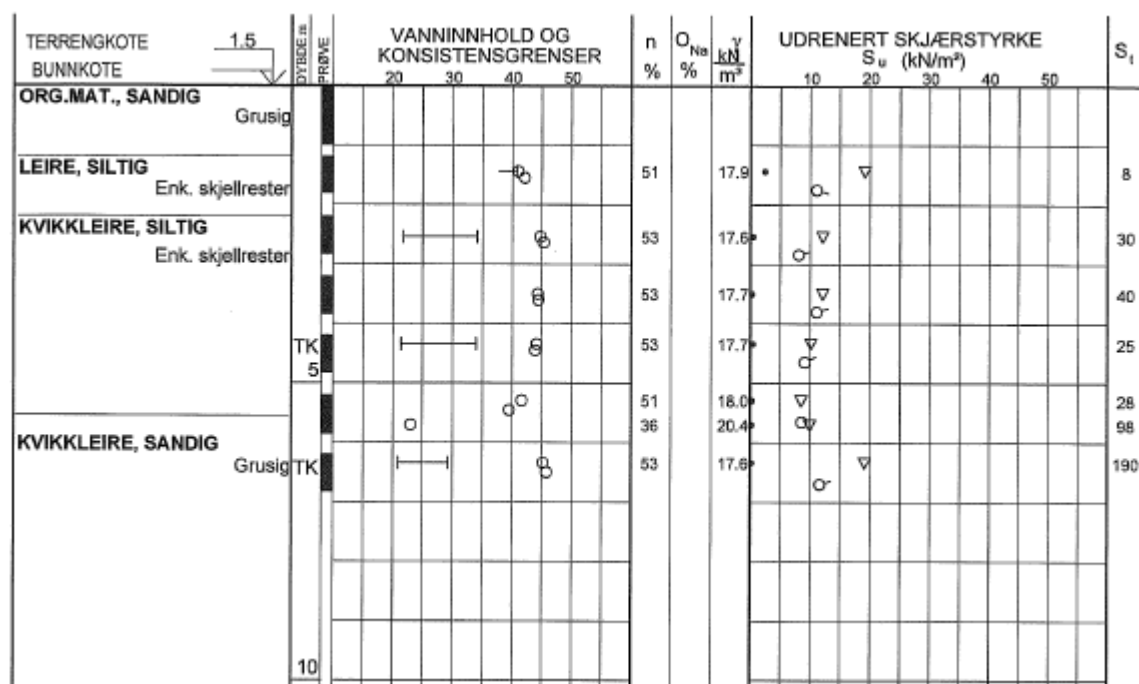 TERRENGKOTE 1.5
BUNNKOTE
DYBDE m
PRØVE
VANNINNHOLD OG
KONSISTENSGRENSER
20 30 40 50
n
%
O Na
%
γ
kN
m³
UDRENERT SKJÆRSTYRKE
S u (kN/m²)
10 20 30 40 50
S t
ORG.MAT., SANDIG
Grusig
LEIRE, SILTIG
Enk. skjellrester
51 17.9 8
KVIKKLEIRE, SILTIG
Enk. skjellrester
53 17.6 30
53 17.7 40
TK 53 17.7 25
5
51 18.0 28
36 20.4 98
KVIKKLEIRE, SANDIG
Grusig TK 53 17.6 190
10